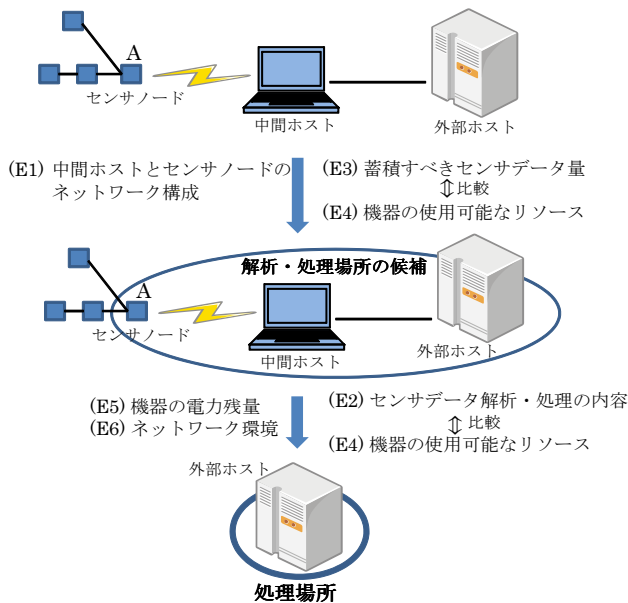 A
センサノード
中間ホスト
外部ホスト
(E1) 中間ホストとセンサノードの
ネットワーク構成
(E3) 蓄積すべきセンサデータ量
⇕比較
(E4) 機器の使用可能なリソース
解析・処理場所の候補
A
センサノード
中間ホスト
外部ホスト
(E5) 機器の電力残量
(E6) ネットワーク環境
(E2) センサデータ解析・処理の内容
⇕比較
(E4) 機器の使用可能なリソース
外部ホスト
処理場所